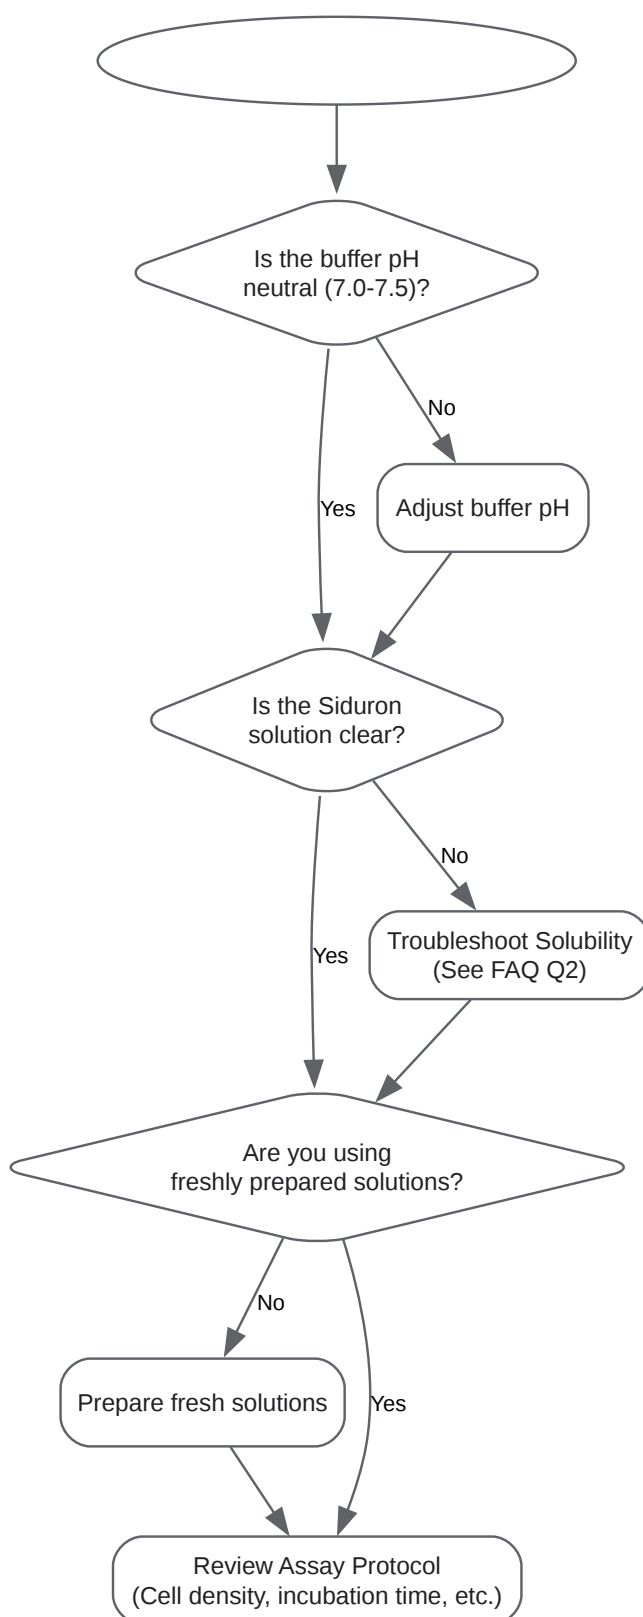 Is the buffer pH
neutral (7.0-7.5)?
No
Yes
Adjust buffer pH
Is the Siduron
solution clear?
No
Yes
Troubleshoot Solubility
(See FAQ Q2)
Are you using
freshly prepared solutions?
No
Prepare fresh solutions
Yes
Review Assay Protocol
(Cell density, incubation time, etc.)